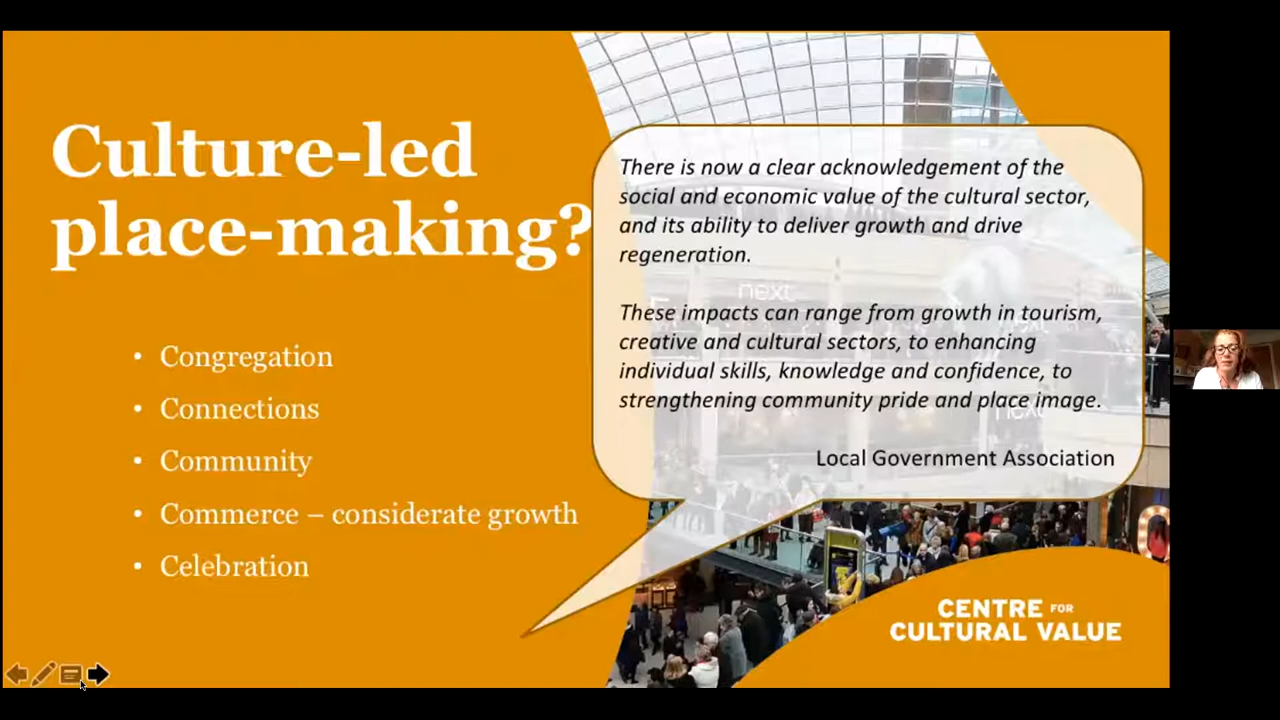 Culture-led
place-making?
• Congregation
• Connections
• Community
• Commerce – considerate growth
• Celebration
There is now a clear acknowledgement of the
social and economic value of the cultural sector,
and its ability to deliver growth and drive
regeneration.
These impacts can range from growth in tourism,
creative and cultural sectors, to enhancing
individual skills, knowledge and confidence, to
strengthening community pride and place image.
Local Government Association
next
next
CENTRE FOR
CULTURAL VALUE